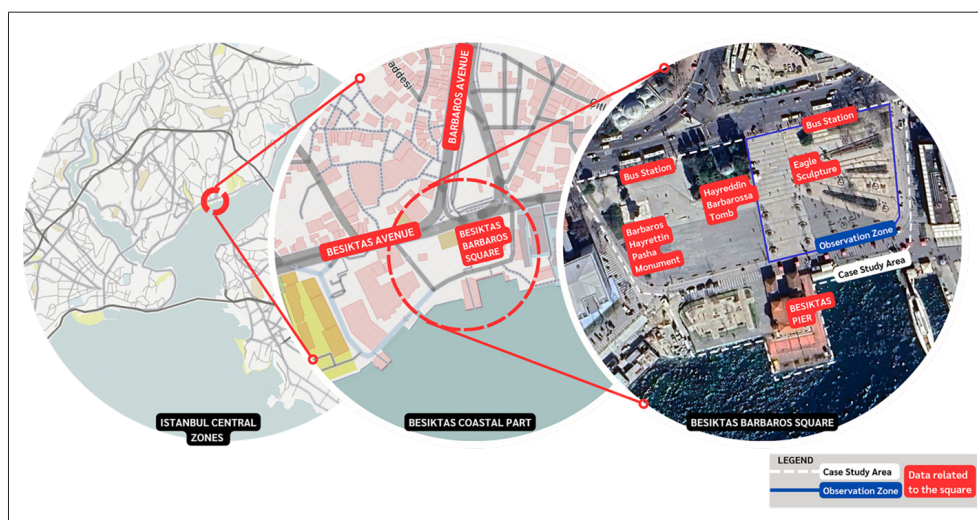 addesi
BARBAROS AVENUE
Çıtı
BESIKTAS AVENUE
BESIKTAS
BARBAROS
SQUARE
Bus Station
Bus Station
Eagle
Sculpture
Hayreddin
Barbarossa
Tomb
Barbaros
Hayrettin
Pasha
Monument
Observation Zone
Case Study Area
BESIKTAS
PIER
ISTANBUL CENTRAL
ZONES
BESIKTAS COASTAL PART
BESIKTAS BARBAROS SQUARE
LEGEND
Case Study Area
Observation Zone
Data related
to the square